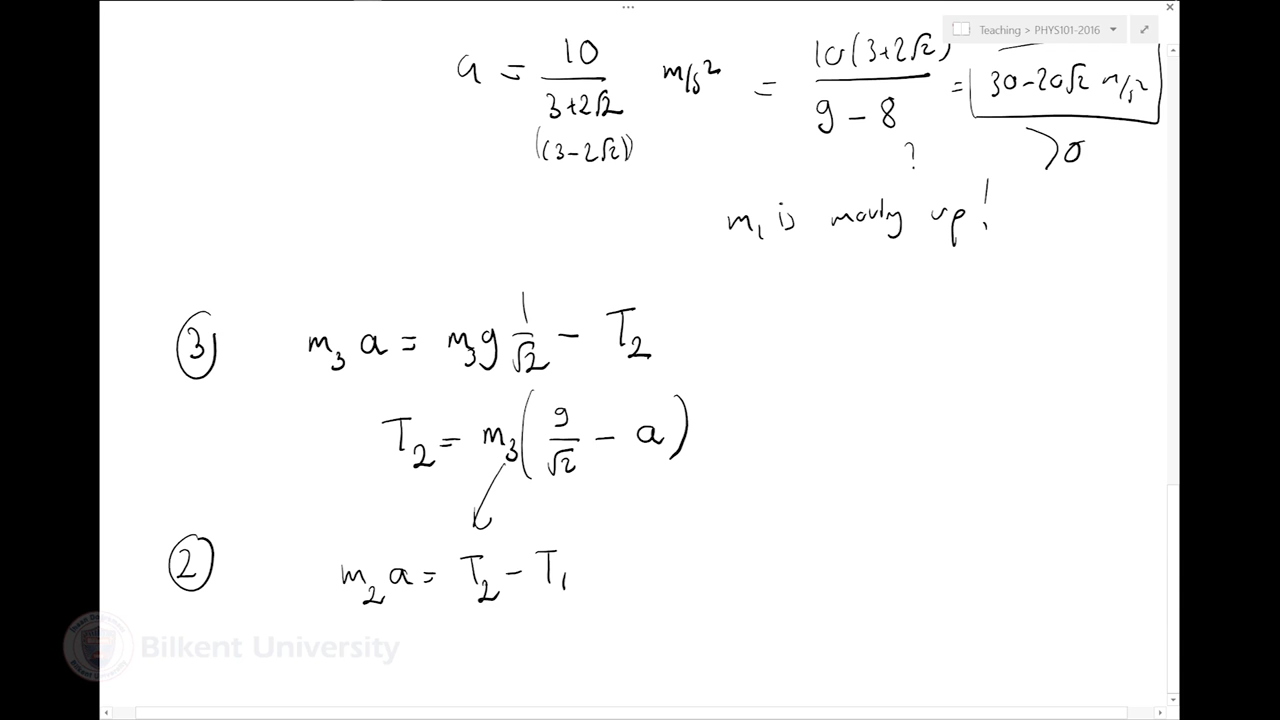 Teaching > PHYS101-2016
a = 10/(3+2√2) m/s² = 10(3+2√2)/(9-8) = 30-20√2 m/s²
((3-2√2))
? >0
m₁ is moving up!
③ m₃a = m₃g 1/√2 - T₂
T₂ = m₃(g/√2 - a)
② m₂a = T₂ - T₁
Bilkent University